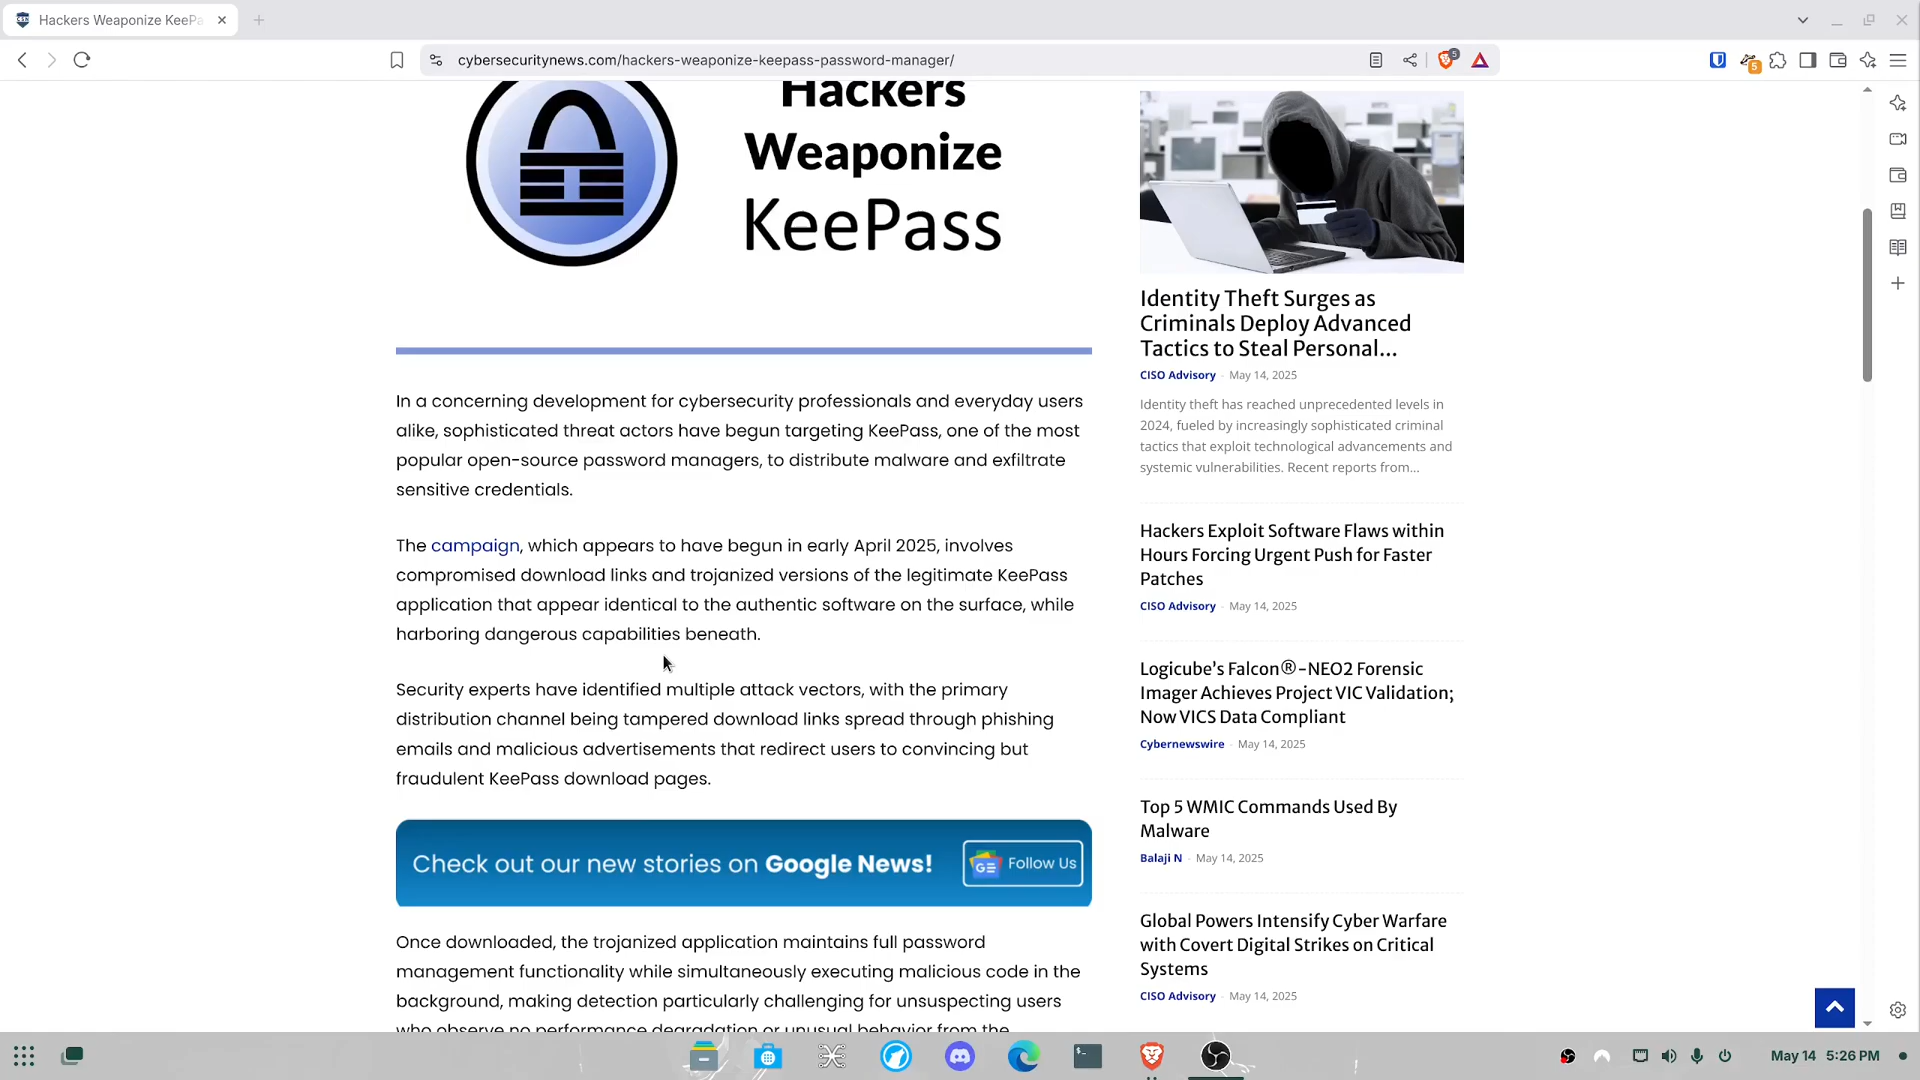 Hackers Weaponize KeePa
cybersecuritynews.com/hackers-weaponize-keepass-password-manager/
5
5
Hackers
Weaponize
KeePass
In a concerning development for cybersecurity professionals and everyday users
alike, sophisticated threat actors have begun targeting KeePass, one of the most
popular open-source password managers, to distribute malware and exfiltrate
sensitive credentials.
The campaign, which appears to have begun in early April 2025, involves
compromised download links and trojanized versions of the legitimate KeePass
application that appear identical to the authentic software on the surface, while
harboring dangerous capabilities beneath.
Security experts have identified multiple attack vectors, with the primary
distribution channel being tampered download links spread through phishing
emails and malicious advertisements that redirect users to convincing but
fraudulent KeePass download pages.
Check out our new stories on Google News!
GE Follow Us
Once downloaded, the trojanized application maintains full password
management functionality while simultaneously executing malicious code in the
background, making detection particularly challenging for unsuspecting users
who observe no performance degradation or unusual behavior from the
Identity Theft Surges as
Criminals Deploy Advanced
Tactics to Steal Personal...
CISO Advisory - May 14, 2025
Identity theft has reached unprecedented levels in
2024, fueled by increasingly sophisticated criminal
tactics that exploit technological advancements and
systemic vulnerabilities. Recent reports from...
Hackers Exploit Software Flaws within
Hours Forcing Urgent Push for Faster
Patches
CISO Advisory - May 14, 2025
Logicube’s Falcon®-NEO2 Forensic
Imager Achieves Project VIC Validation;
Now VICS Data Compliant
Cybernewswire - May 14, 2025
Top 5 WMIC Commands Used By
Malware
Balaji N - May 14, 2025
Global Powers Intensify Cyber Warfare
with Covert Digital Strikes on Critical
Systems
CISO Advisory - May 14, 2025
May 14 5:26 PM